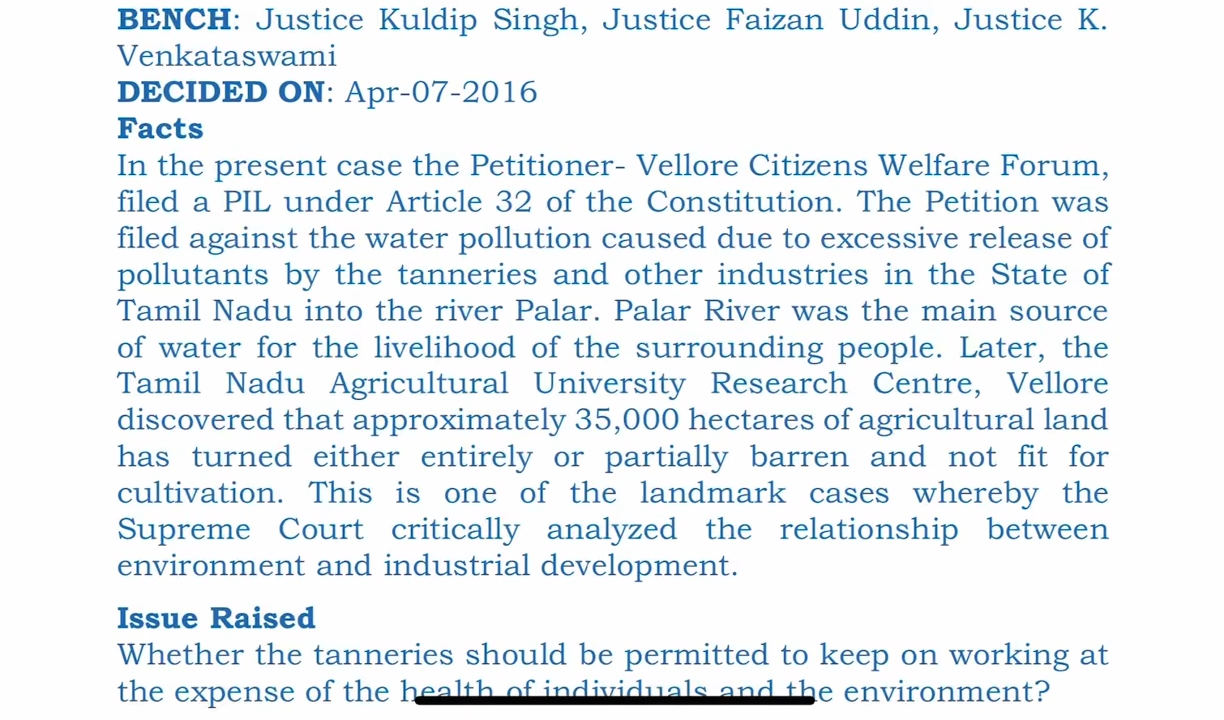 BENCH: Justice Kuldip Singh, Justice Faizan Uddin, Justice K.
Venkataswami
DECIDED ON: Apr-07-2016
Facts
In the present case the Petitioner- Vellore Citizens Welfare Forum,
filed a PIL under Article 32 of the Constitution. The Petition was
filed against the water pollution caused due to excessive release of
pollutants by the tanneries and other industries in the State of
Tamil Nadu into the river Palar. Palar River was the main source
of water for the livelihood of the surrounding people. Later, the
Tamil Nadu Agricultural University Research Centre, Vellore
discovered that approximately 35,000 hectares of agricultural land
has turned either entirely or partially barren and not fit for
cultivation. This is one of the landmark cases whereby the
Supreme Court critically analyzed the relationship between
environment and industrial development.
Issue Raised
Whether the tanneries should be permitted to keep on working at
the expense of the health of individuals and the environment?